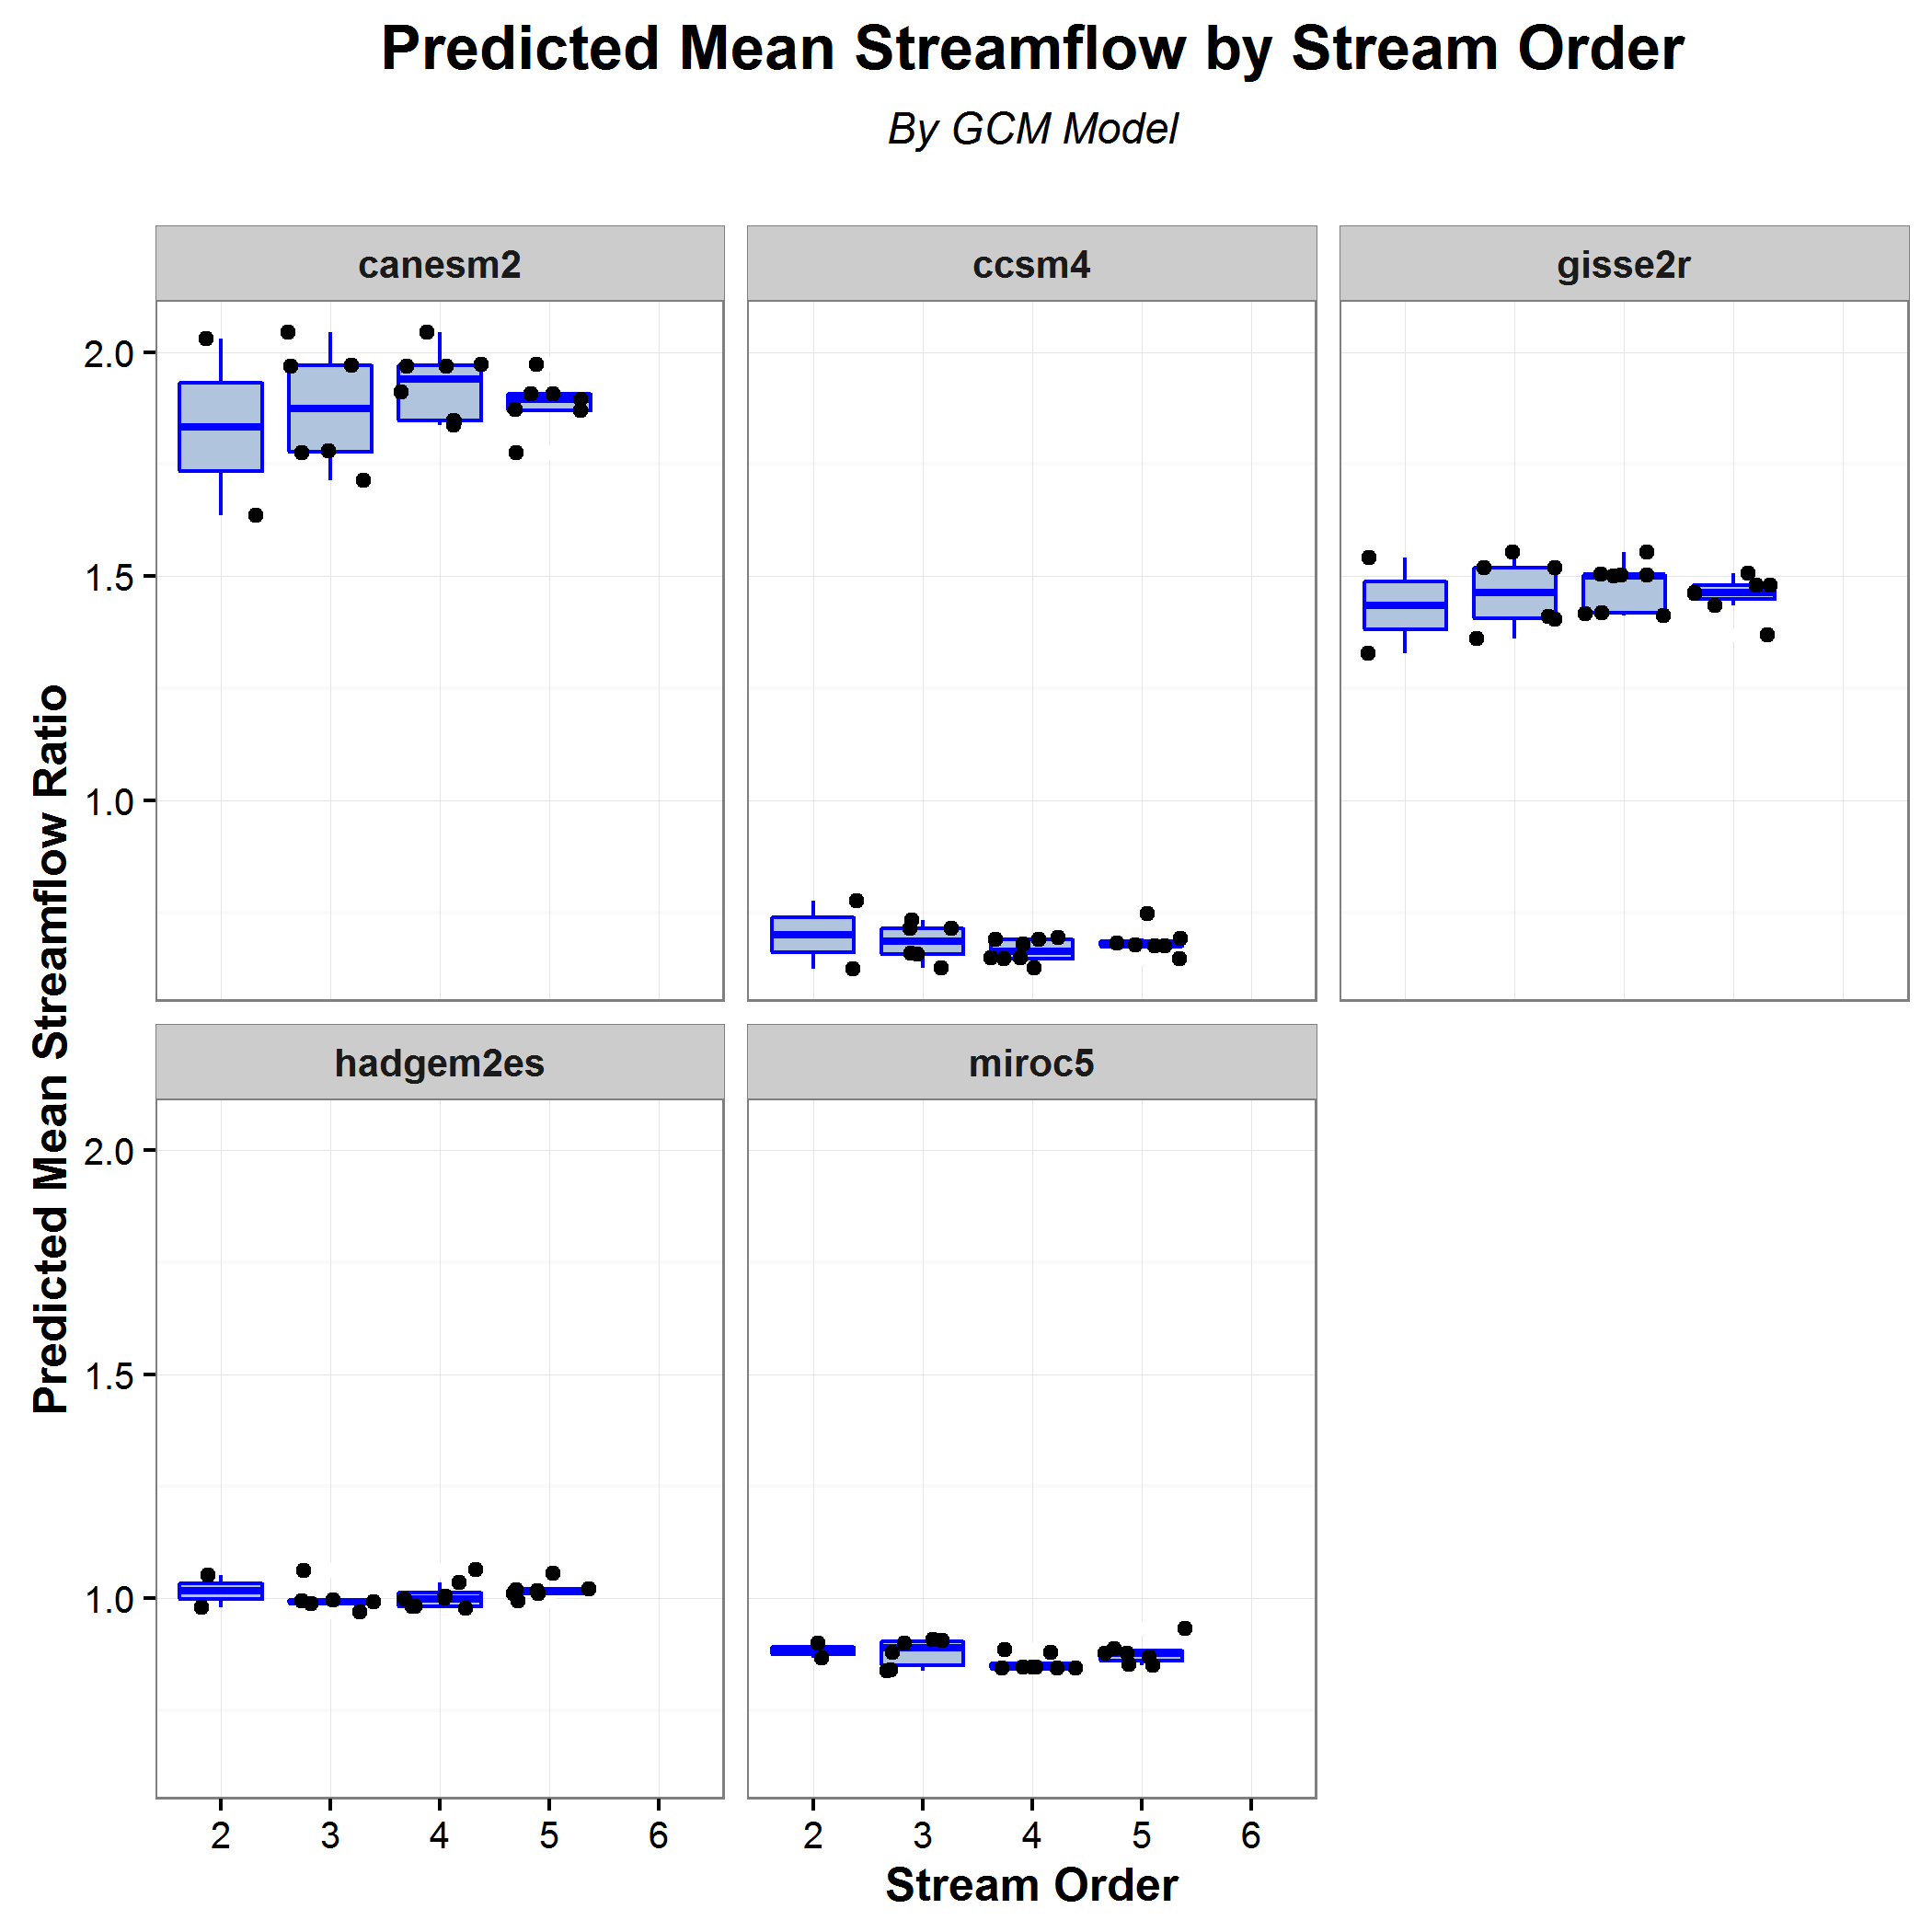 Predicted Mean Streamflow by Stream Order
By GCM Model
canesm2
ccsm4
gisse2r
2.0
1.5
1.0
hadgem2es
miroc5
2.0
1.5
1.0
2 3 4 5 6
2 3 4 5 6
Stream Order
Predicted Mean Streamflow Ratio